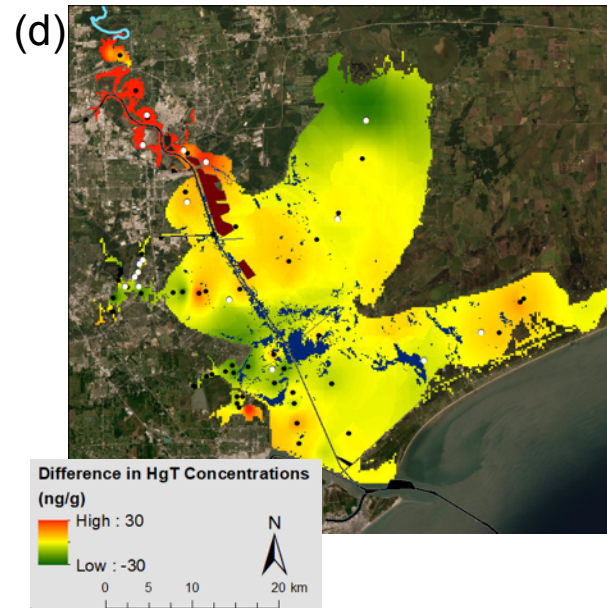 (d)
Difference in HgT Concentrations
(ng/g)
High : 30
Low : -30
N
0 5 10 20 km